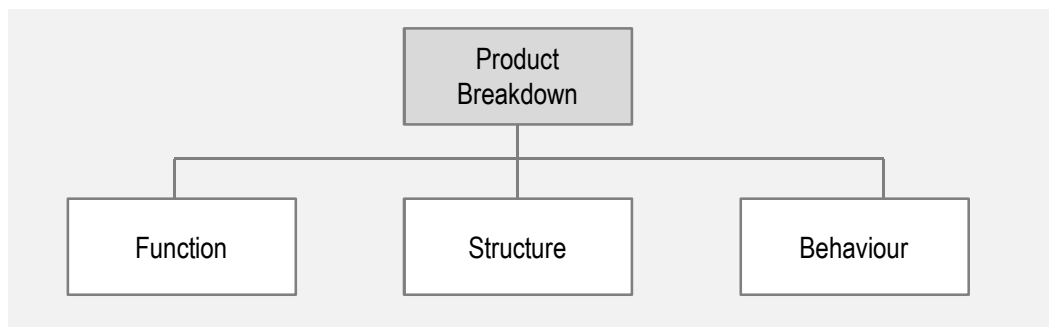 Product
Breakdown
Function
Structure
Behaviour